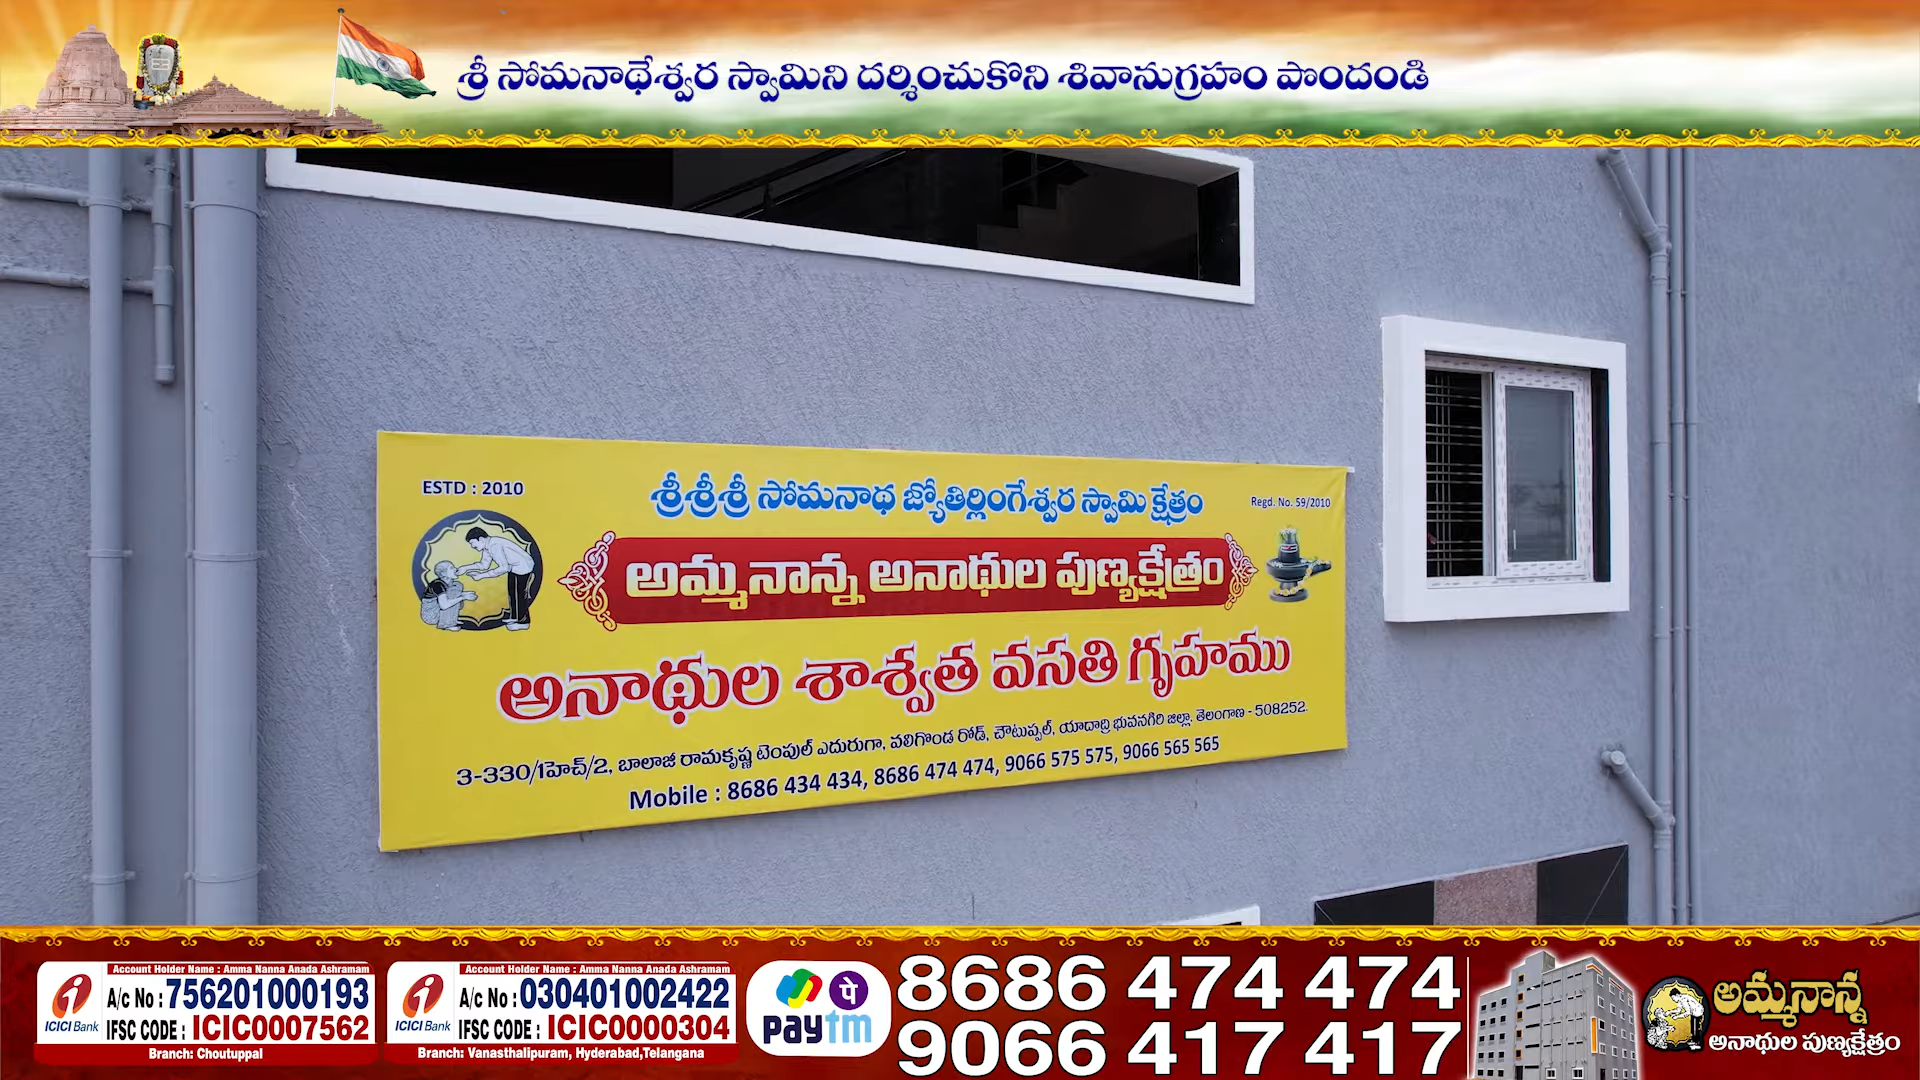 శ్రీ సోమనాథేశ్వర స్వామిని దర్శించుకొని శివానుగ్రహం పొందండి
ESTD : 2010
శ్రీశ్రీశ్రీ సోమనాథ జ్యోతిర్లింగేశ్వర స్వామి క్షేత్రం
Regd. No. 59/2010
అమ్మ నాన్న అనాథుల పుణ్యక్షేత్రం
అనాథుల శాశ్వత వసతి గృహము
3-330/1హెచ్/2, బాలాజీ రామకృష్ణ టెంపుల్ ఎదురుగా, వలిగొండ రోడ్, చౌటుప్పల్, యాదాద్రి భువనగిరి జిల్లా. తెలంగాణ - 508252.
Mobile : 8686 434 434, 8686 474 474, 9066 575 575, 9066 565 565
Account Holder Name : Amma Nanna Anada Ashramam
A/c No : 756201000193
IFSC CODE : ICIC0007562
ICICI Bank
Branch: Choutuppal
Account Holder Name : Amma Nanna Anada Ashramam
A/c No : 030401002422
IFSC CODE : ICIC0000304
ICICI Bank
Branch: Vanasthalipuram, Hyderabad,Telangana
పే
paytm
8686 474 474
9066 417 417
అమ్మనాన్న
అనాథుల పుణ్యక్షేత్రం